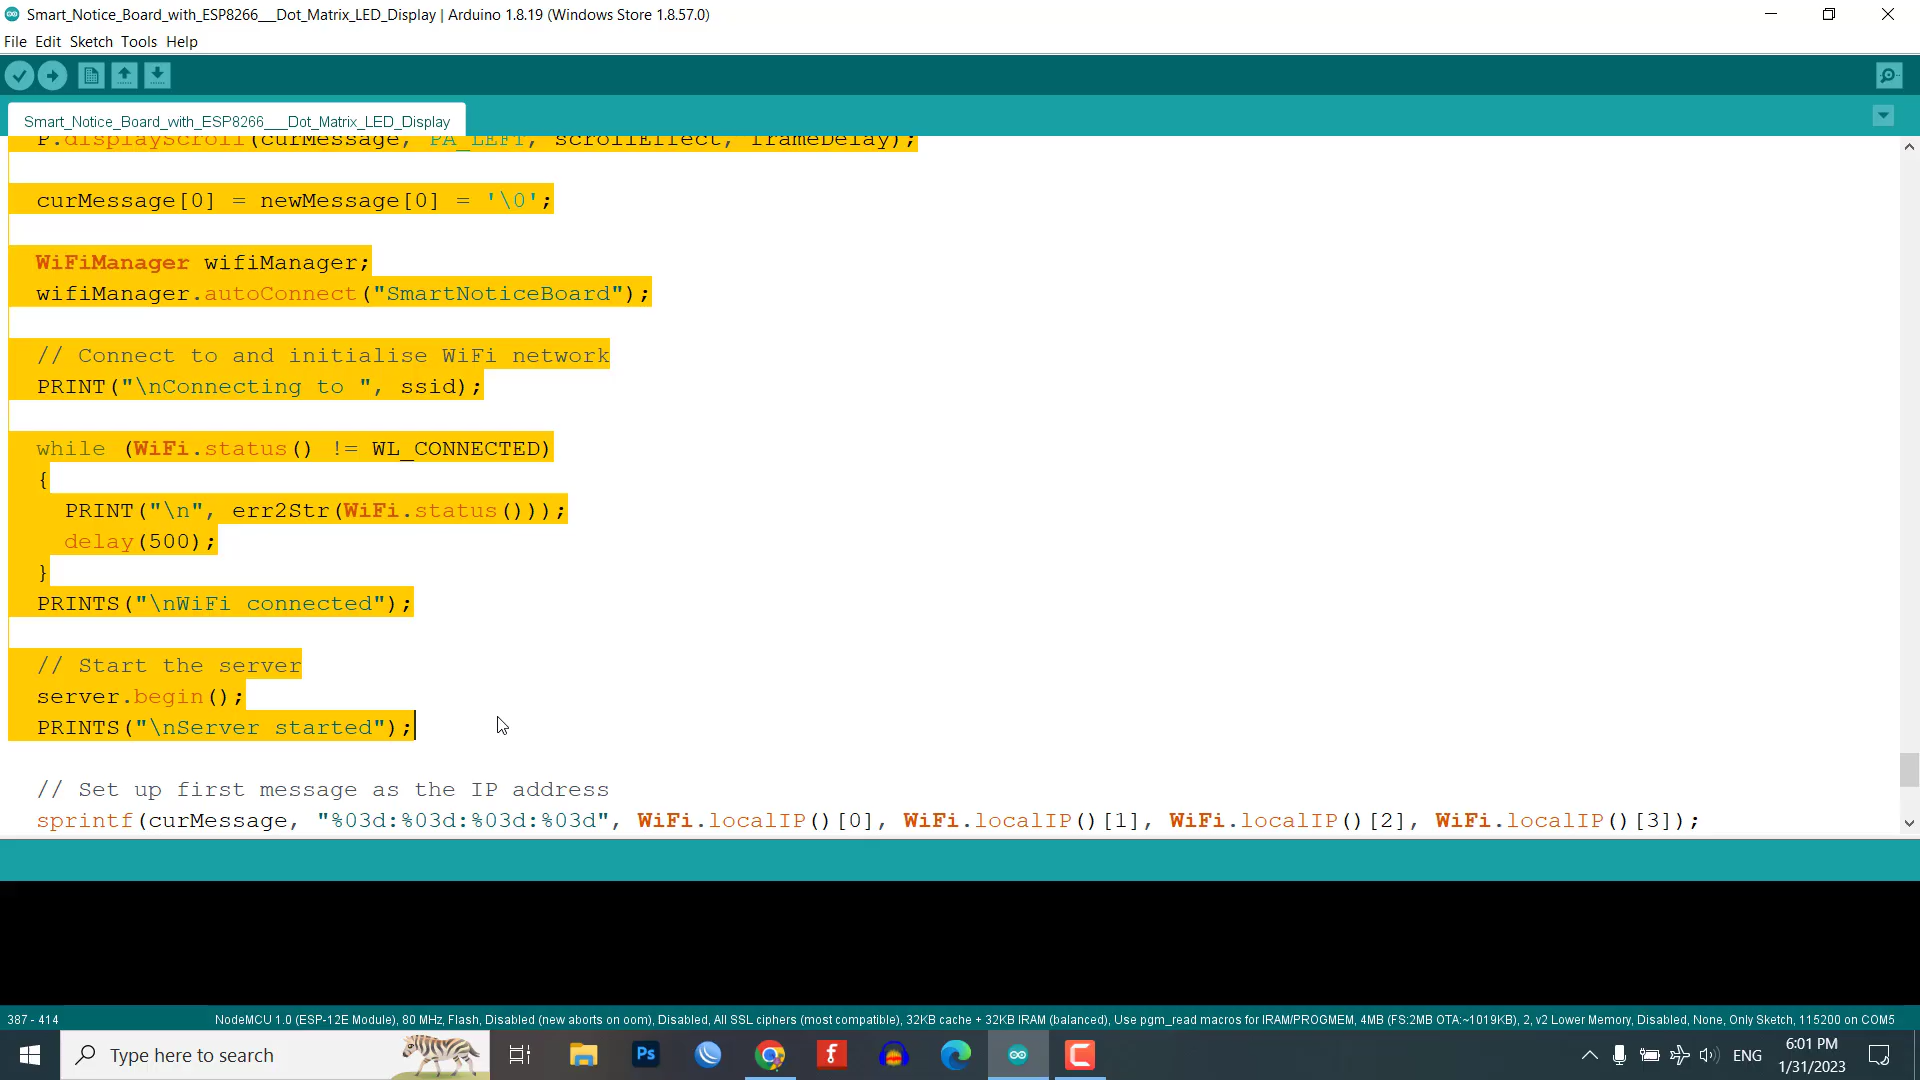 Smart_Notice_Board_with_ESP8266___Dot_Matrix_LED_Display | Arduino 1.8.19 (Windows Store 1.8.57.0)
File Edit Sketch Tools Help
Smart_Notice_Board_with_ESP8266___Dot_Matrix_LED_Display
P.displayScroll(curMessage, PA_LEFT, scrollEffect, frameDelay);
curMessage[0] = newMessage[0] = '\0';
WiFiManager wifiManager;
wifiManager.autoConnect("SmartNoticeBoard");
// Connect to and initialise WiFi network
PRINT("\nConnecting to ", ssid);
while (WiFi.status() != WL_CONNECTED)
{
PRINT("\n", err2Str(WiFi.status()));
delay(500);
}
PRINTS("\nWiFi connected");
// Start the server
server.begin();
PRINTS("\nServer started");
// Set up first message as the IP address
sprintf(curMessage, "%03d:%03d:%03d:%03d", WiFi.localIP()[0], WiFi.localIP()[1], WiFi.localIP()[2], WiFi.localIP()[3]);
387 - 414
NodeMCU 1.0 (ESP-12E Module), 80 MHz, Flash, Disabled (new aborts on oom), Disabled, All SSL ciphers (most compatible), 32KB cache + 32KB IRAM (balanced), Use pgm_read macros for IRAM/PROGMEM, 4MB (FS:2MB OTA:~1019KB), 2, v2 Lower Memory, Disabled, None, Only Sketch, 115200 on COM5
Type here to search
Ps
ENG
6:01 PM
1/31/2023